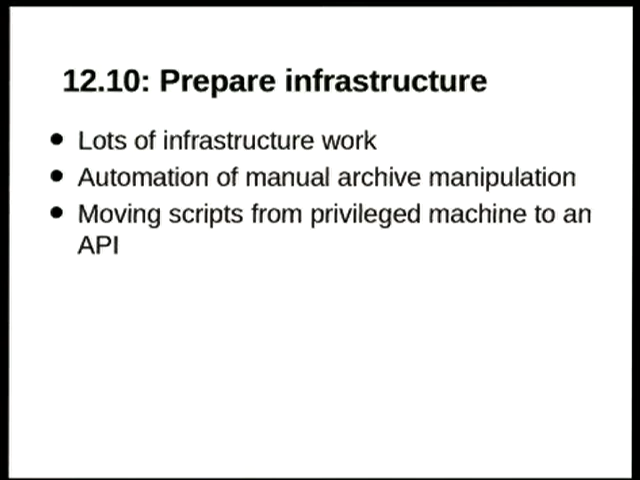 12.10: Prepare infrastructure
● Lots of infrastructure work
● Automation of manual archive manipulation
● Moving scripts from privileged machine to an
API